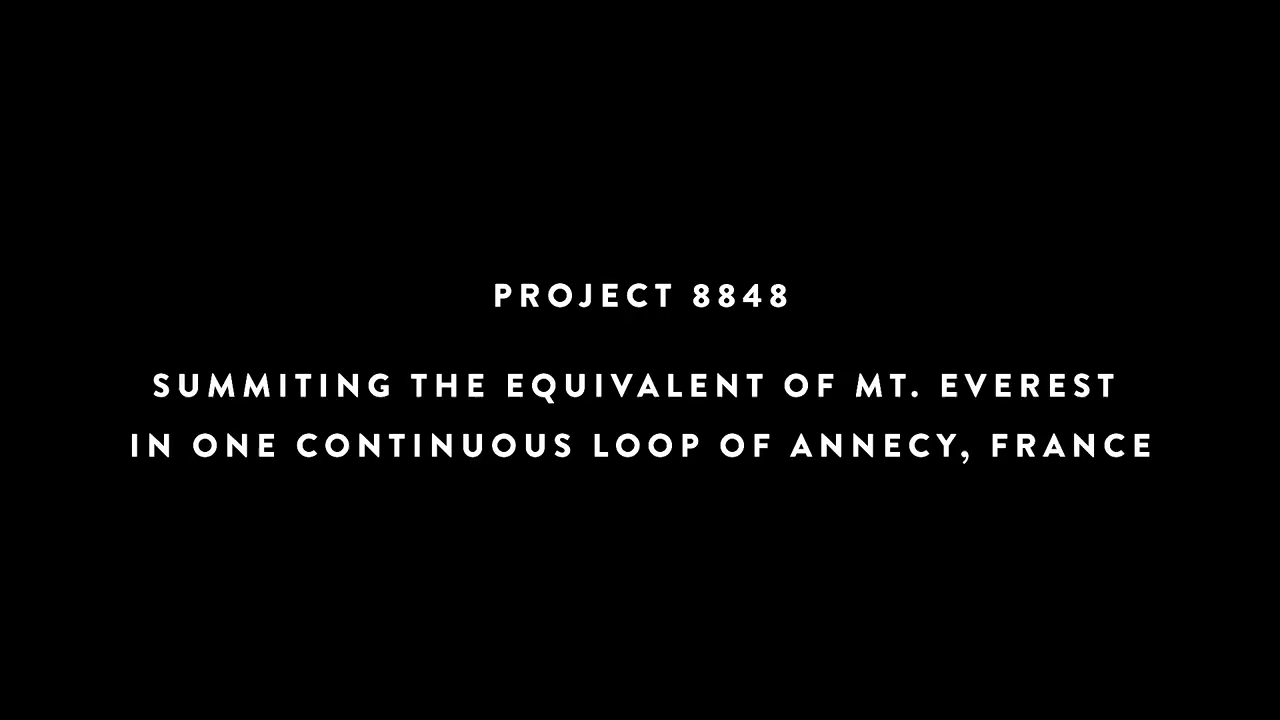 PROJECT 8848
SUMMITING THE EQUIVALENT OF MT. EVEREST
IN ONE CONTINUOUS LOOP OF ANNECY, FRANCE